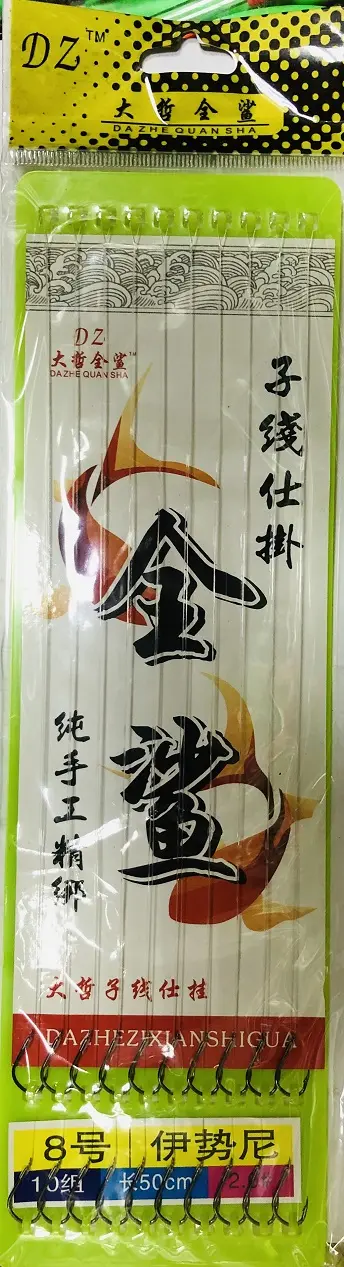 DZ™
大哲全鲨
DAZHE QUAN SHA
DZ
大哲全鲨™
DAZHE QUAN SHA
子綫仕掛
全鲨
纯手工精绑
大哲子线仕挂
DAZHEZIXIANSHIGUA
8号 伊势尼
10组 长50cm